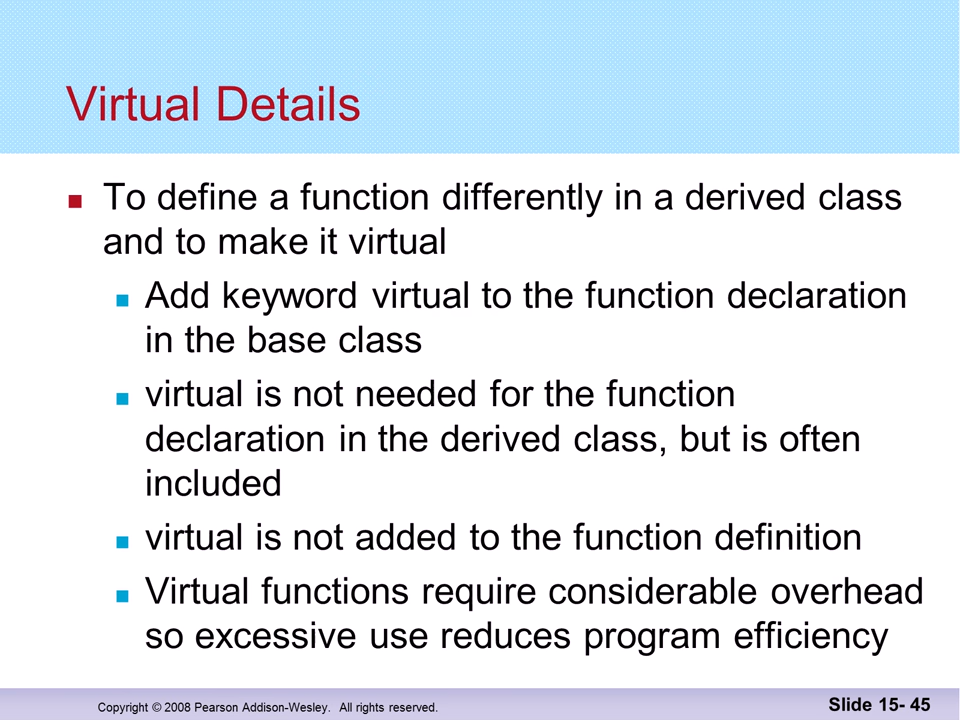 Virtual Details
To define a function differently in a derived class
and to make it virtual
Add keyword virtual to the function declaration
in the base class
virtual is not needed for the function
declaration in the derived class, but is often
included
virtual is not added to the function definition
Virtual functions require considerable overhead
so excessive use reduces program efficiency
Copyright © 2008 Pearson Addison-Wesley. All rights reserved.
Slide 15- 45